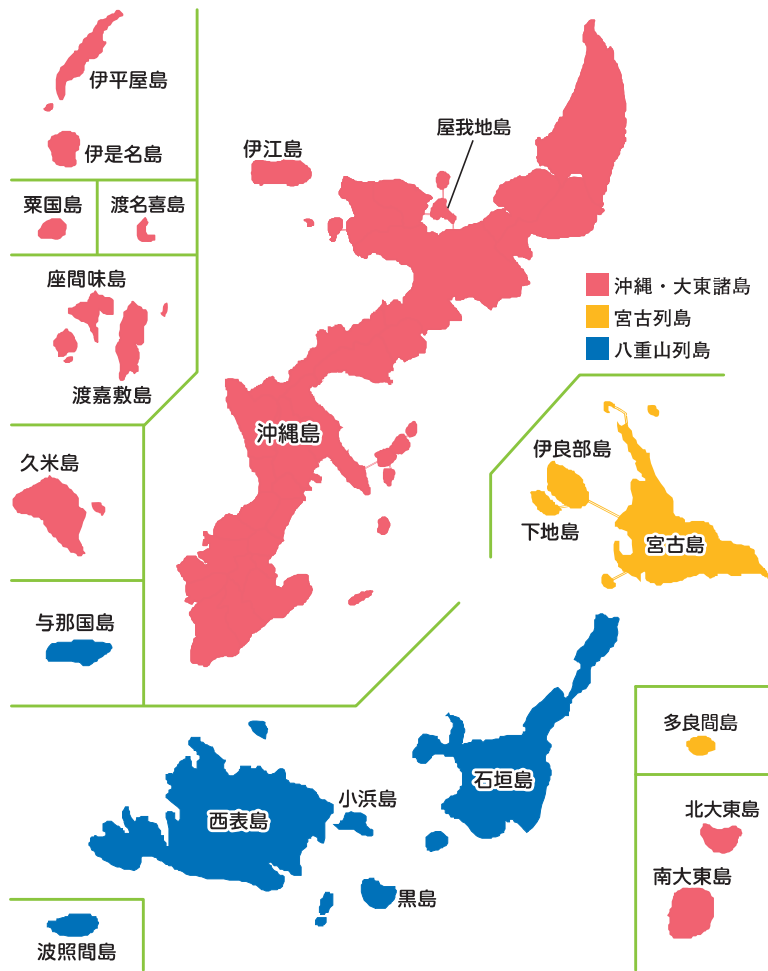 伊平屋島
伊是名島
伊江島
屋我地島
粟国島
渡名喜島
座間味島
渡嘉敷島
沖縄・大東諸島
宮古列島
八重山列島
沖縄島
久米島
伊良部島
下地島
宮古島
与那国島
多良間島
石垣島
小浜島
西表島
北大東島
南大東島
黒島
波照間島